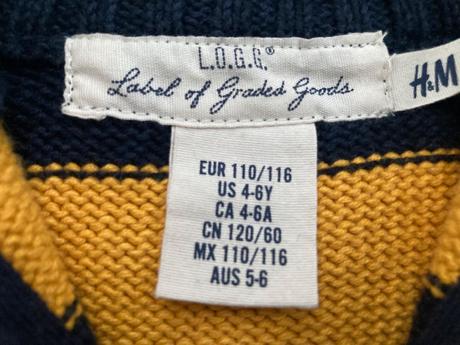 L.O.G.G.®
Label of Graded Goods
H&M
EUR 110/116
US 4-6Y
CA 4-6A
CN 120/60
MX 110/116
AUS 5-6